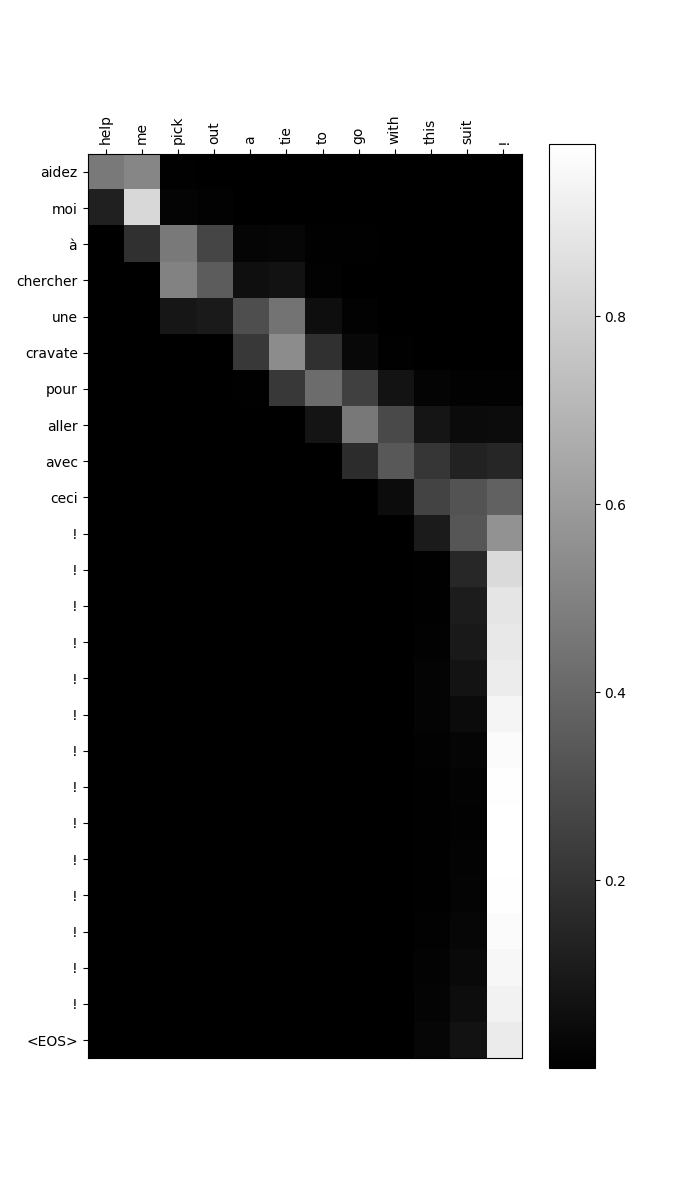 help me pick out a tie to go with this suit !
aidez
moi
à
chercher
une
cravate
pour
aller
avec
ceci
!
!
!
!
!
!
!
!
!
!
!
!
!
!
<EOS>
0.8
0.6
0.4
0.2